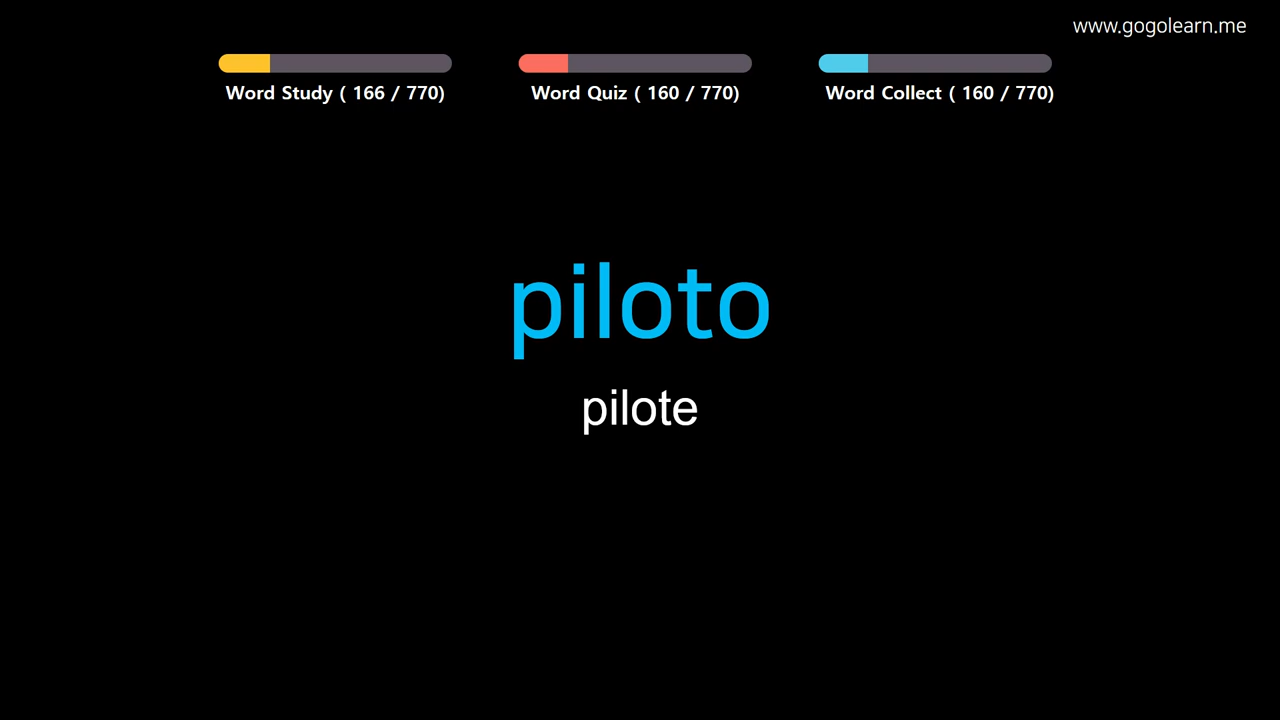 www.gogolearn.me
Word Study ( 166 / 770)
Word Quiz ( 160 / 770)
Word Collect ( 160 / 770)
piloto
pilote